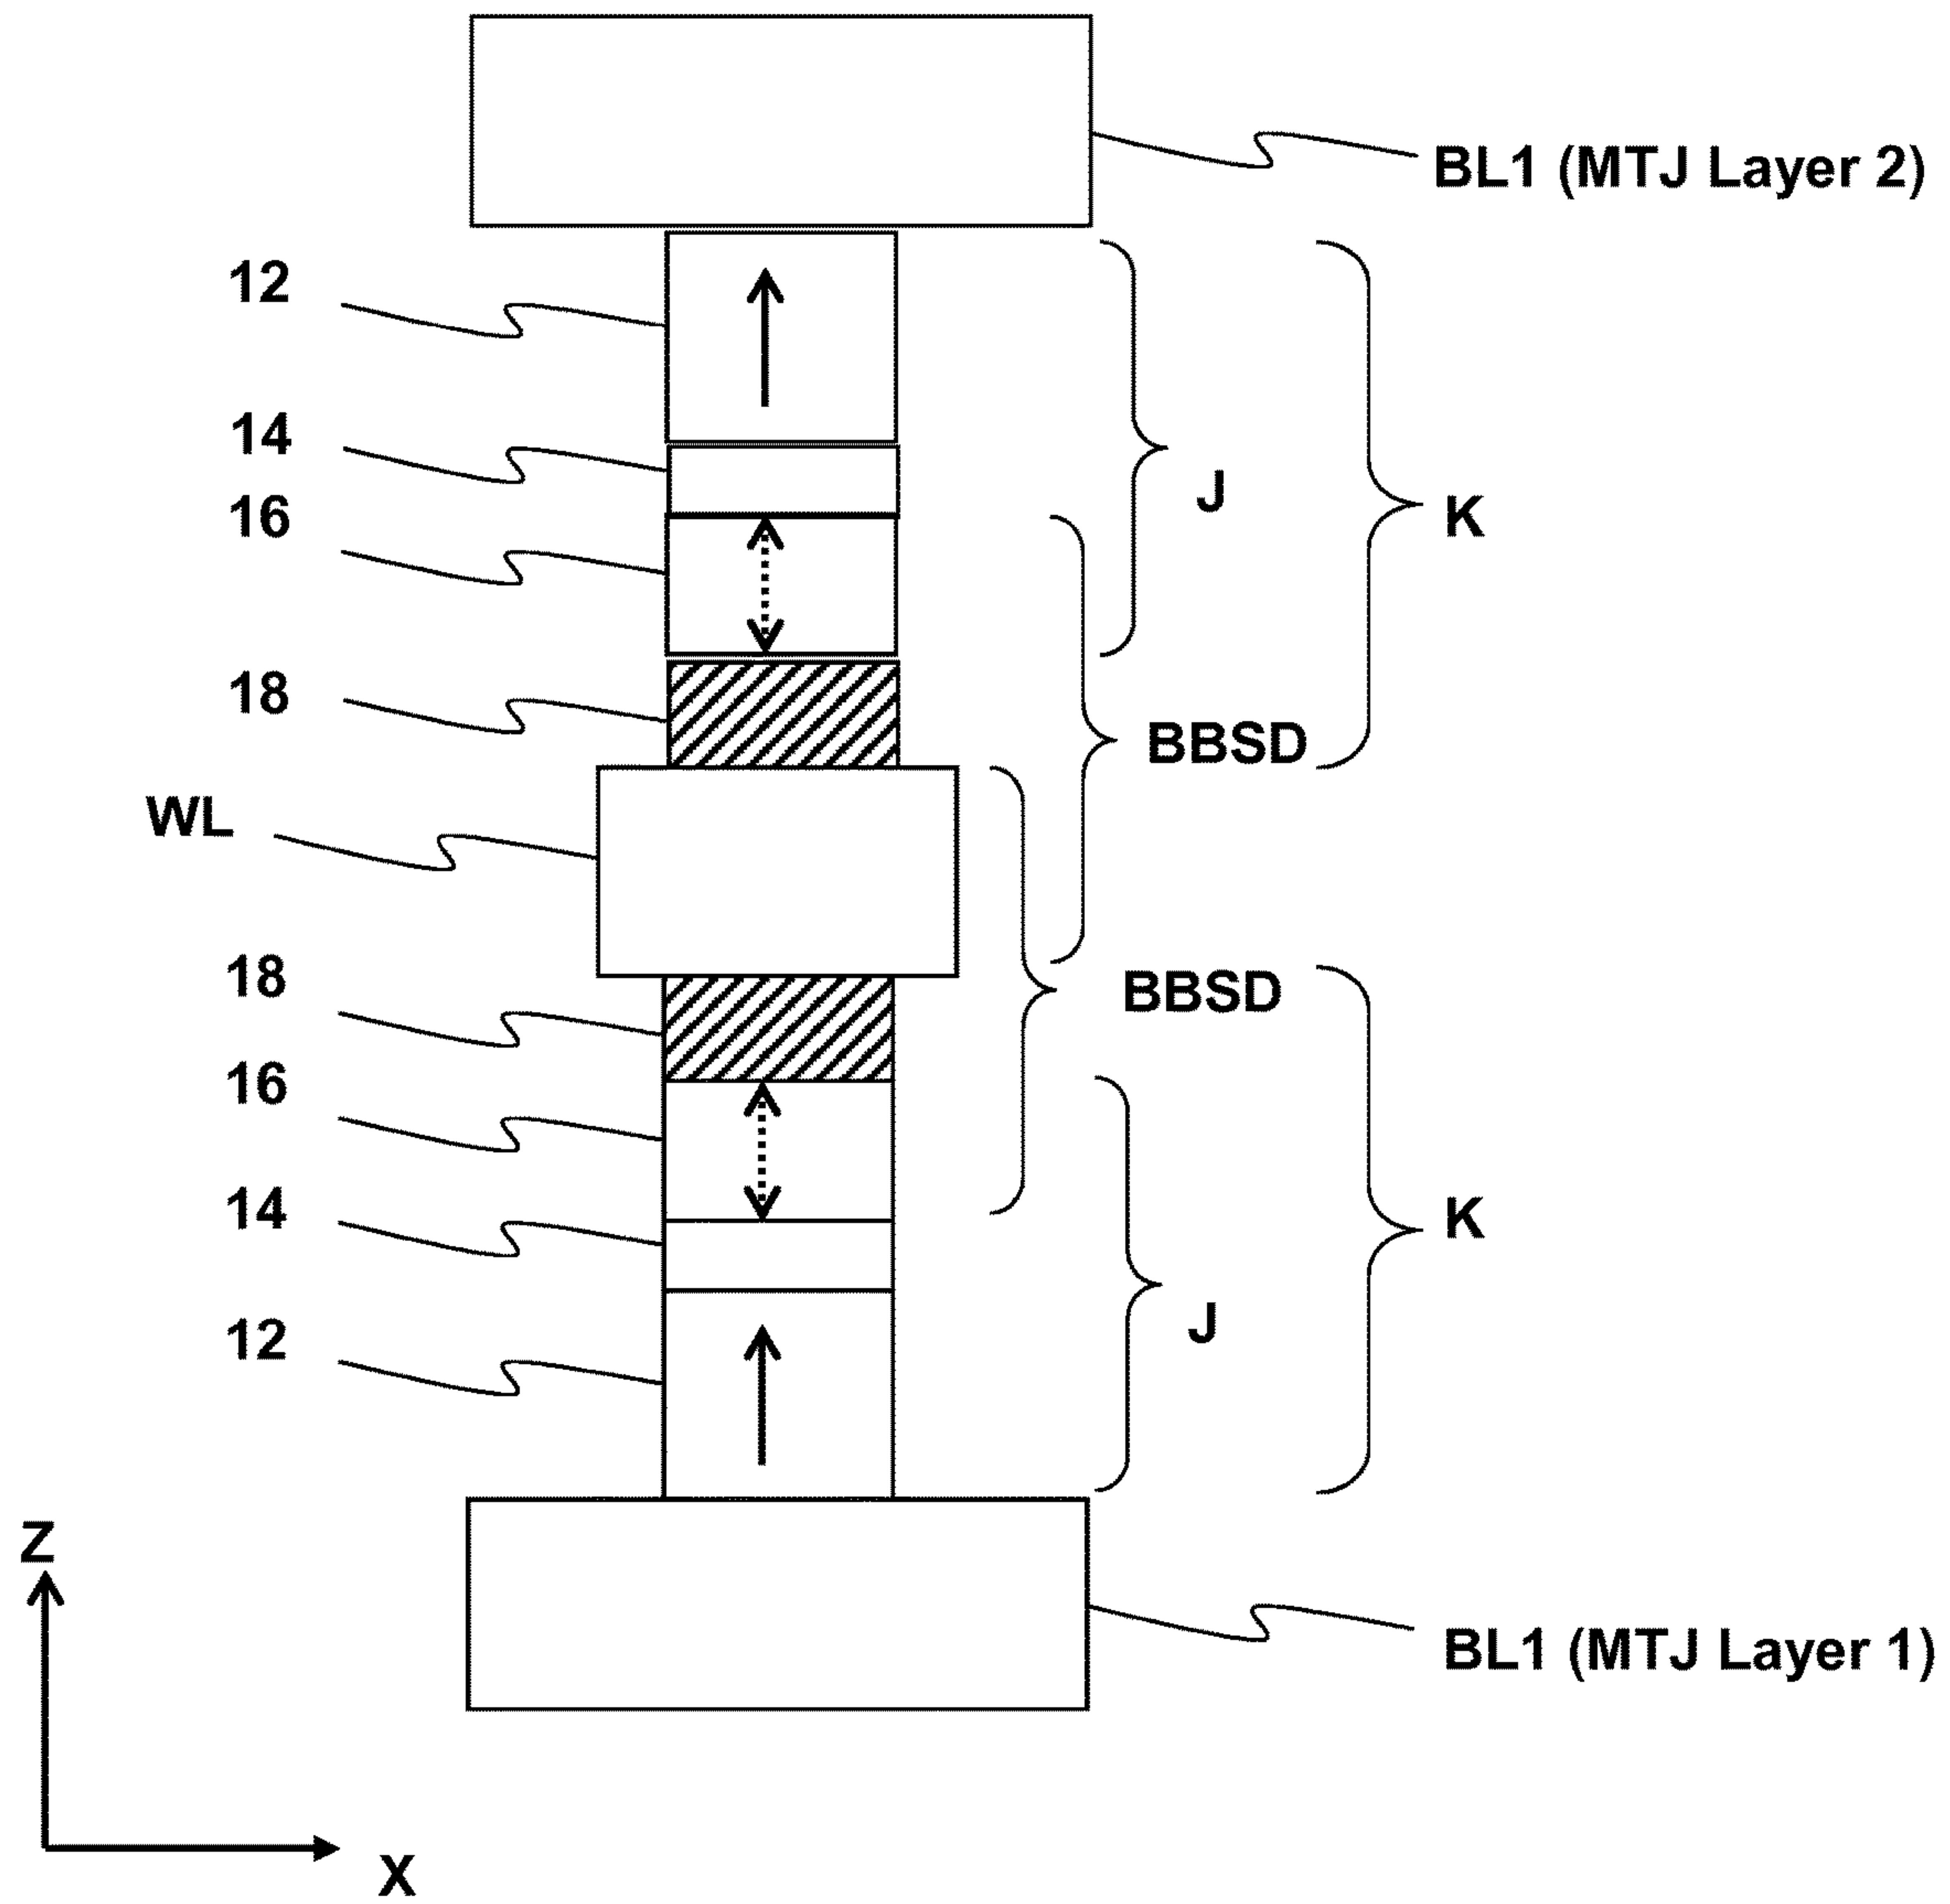 BL1 (MTJ Layer 2)
12
14
16
J
K
18
BBSD
WL
18
BBSD
16
14
K
12
J
Z
BL1 (MTJ Layer 1)
X